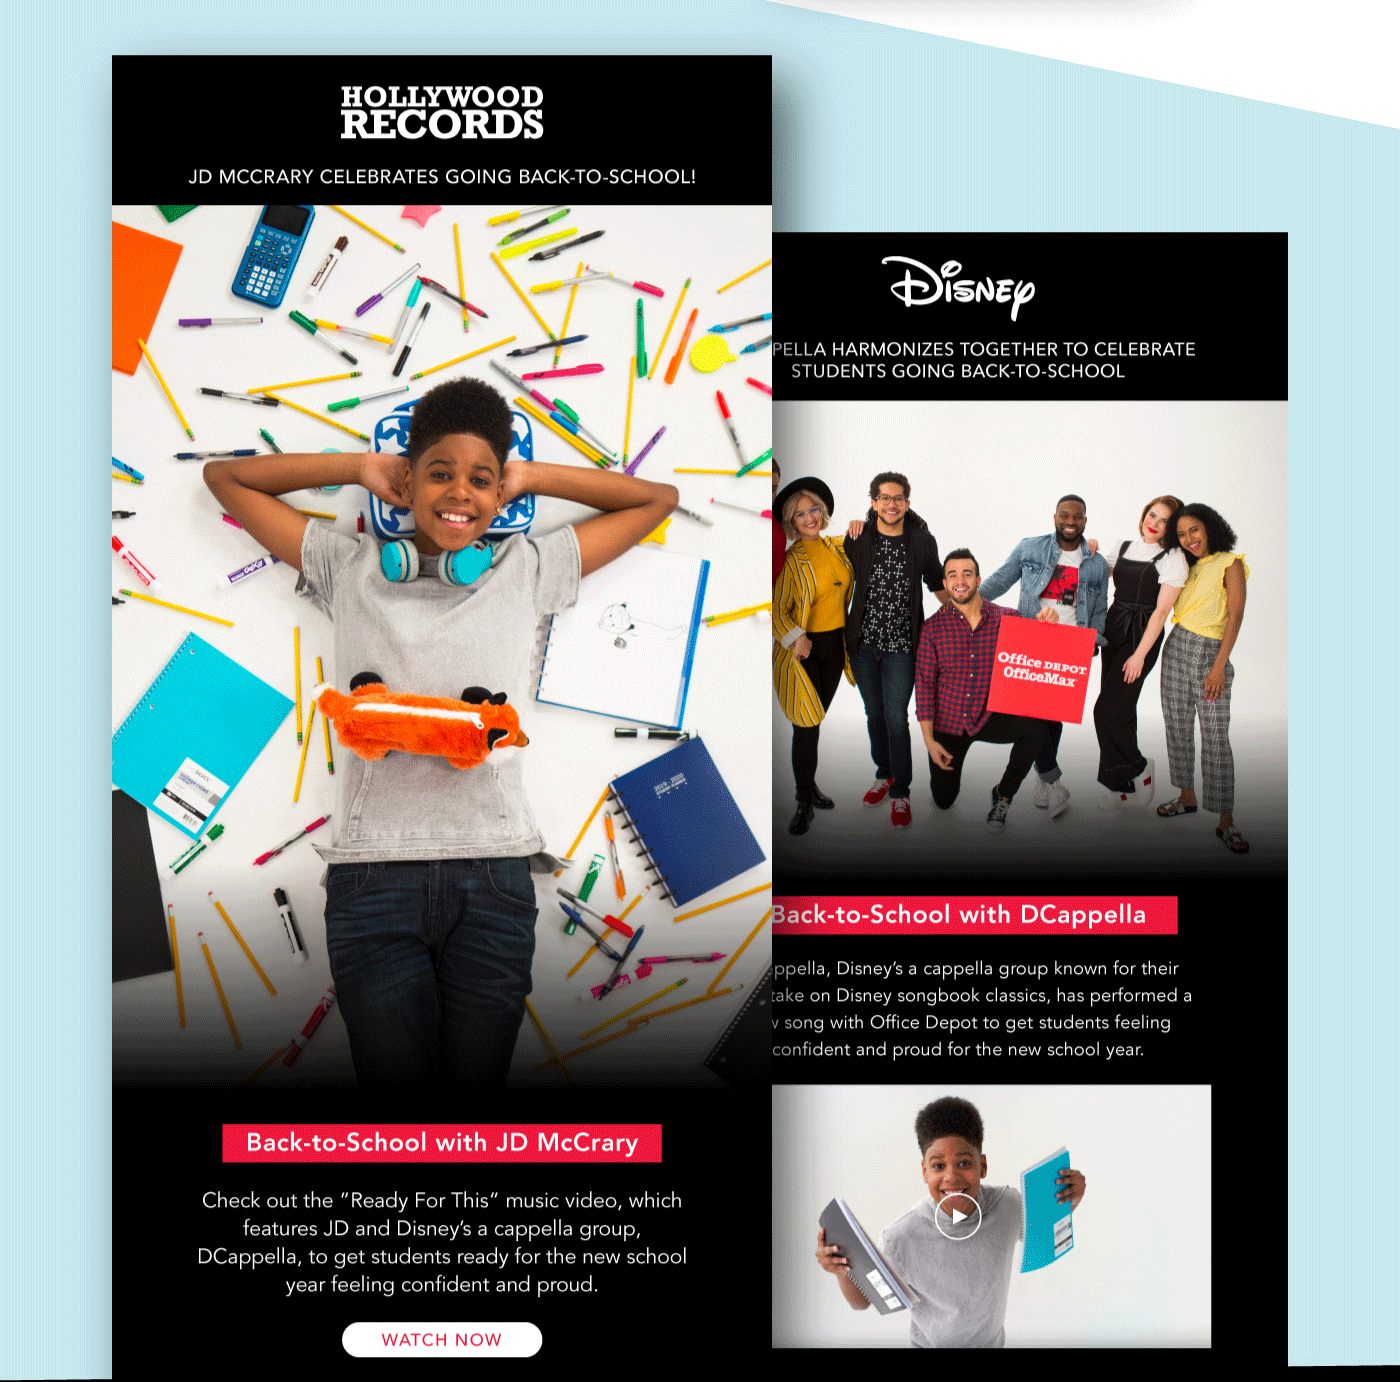 HOLLYWOOD
RECORDS
JD MCCRARY CELEBRATES GOING BACK-TO-SCHOOL!
2019 - 2020
Back-to-School with JD McCrary
Check out the “Ready For This“ music video, which
features JD and Disney’s a cappella group,
DCappella, to get students ready for the new school
year feeling confident and proud.
WATCH NOW
Disney
PELLA HARMONIZES TOGETHER TO CELEBRATE
STUDENTS GOING BACK-TO-SCHOOL
Office DEPOT
OfficeMax
Back-to-School with DCappella
ppella, Disney’s a cappella group known for their
take on Disney songbook classics, has performed a
song with Office Depot to get students feeling
confident and proud for the new school year.